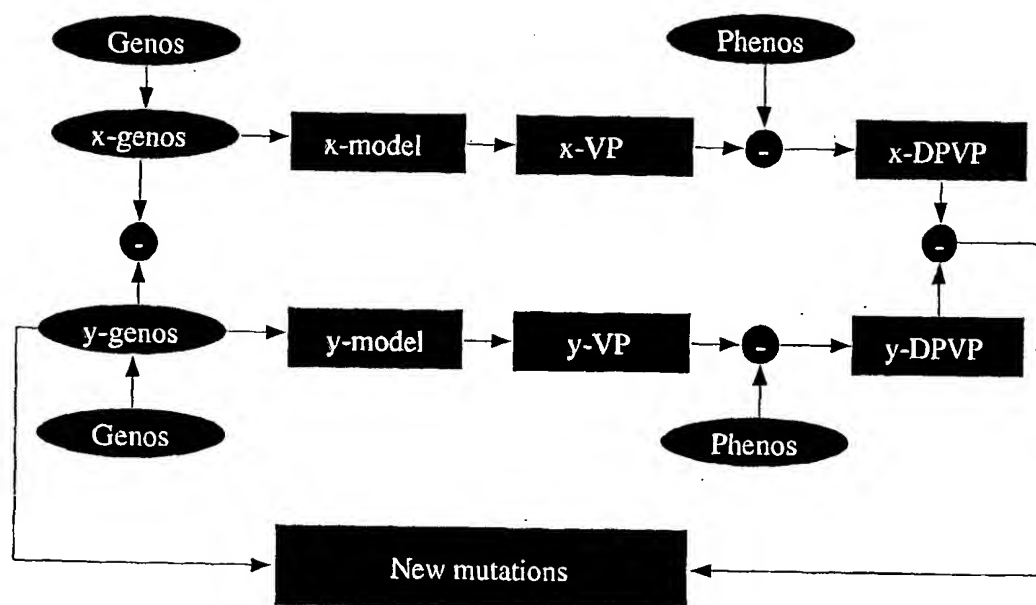 Genos
Phenos
x-genos
x-model
x-VP
-
x-DPVP
-
-
y-genos
y-model
y-VP
-
y-DPVP
Genos
Phenos
New mutations